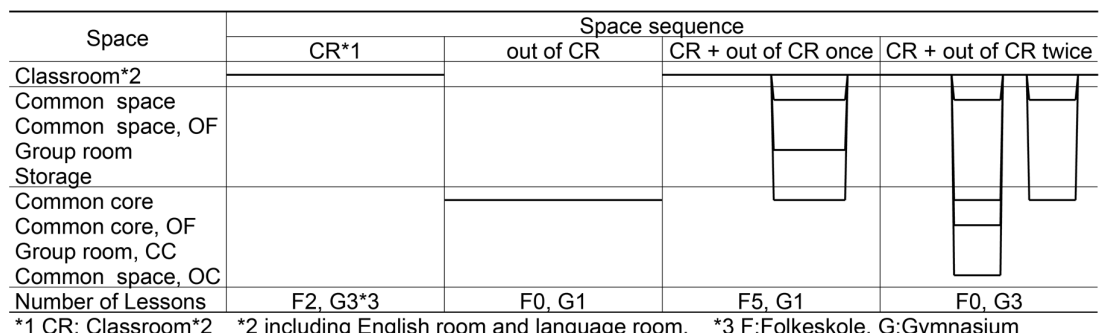 Space
Space sequence
CR*1 out of CR CR + out of CR once CR + out of CR twice
Classroom*2
Common space
Common space, OF
Group room
Storage
Common core
Common core, OF
Group room, CC
Common space, OC
Number of Lessons F2, G3*3 F0, G1 F5, G1 F0, G3
*1 CR: Classroom*2 *2 including English room and language room. *3 F:Folkeskole, G:Gymnasium